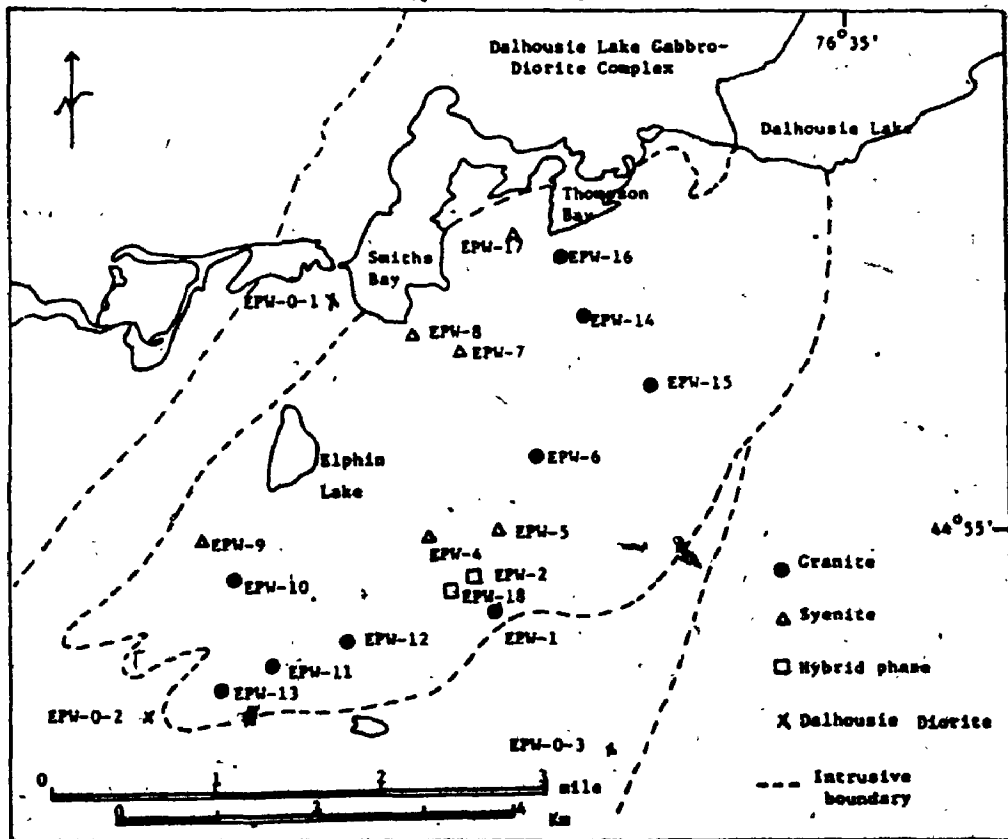 Dalhousie Lake Gabbro-
Diorite Complex
76°35'
Dalhousie Lake
Thompson
Bay
EPW-17
EPW-16
Smiths
Bay
EPW-0-1
EPW-14
EPW-8
EPW-7
EPW-15
Elphin
Lake
EPW-6
44°55'
EPW-5
EPW-9
EPW-4
Granite
EPW-10
EPW-2
EPW-18
Syenite
EPW-12
EPW-1
EPW-11
Hybrid phase
EPW-13
EPW-0-2
X Dalhousie Diorite
EPW-0-3
0 1 2 3
mile
Intrusive
boundary
4
Km